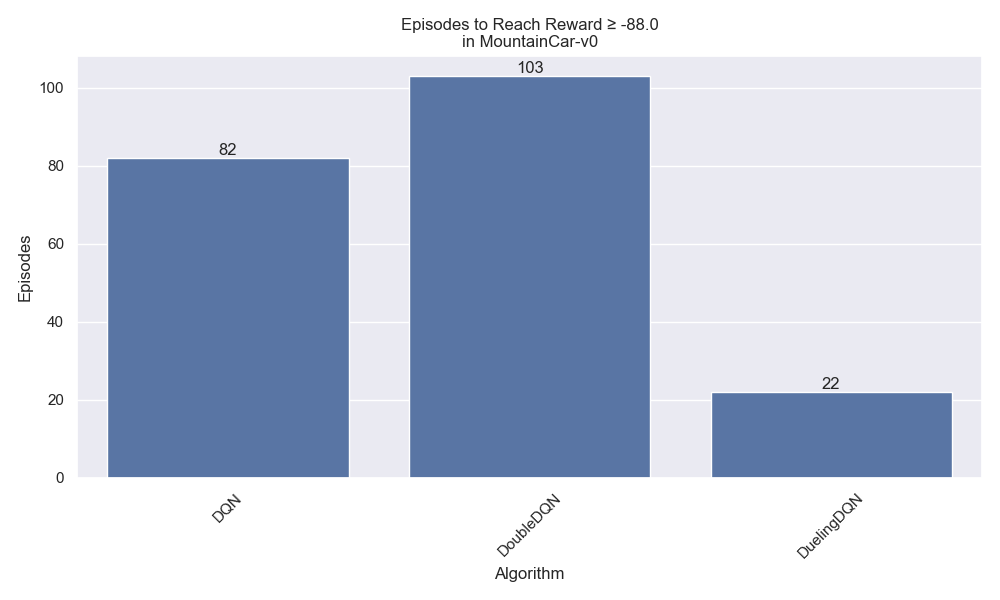 Episodes to Reach Reward ≥ -88.0
in MountainCar-v0
103
100
82
80
60
Episodes
40
22
20
0
DQN
DoubleDQN
DuelingDQN
Algorithm